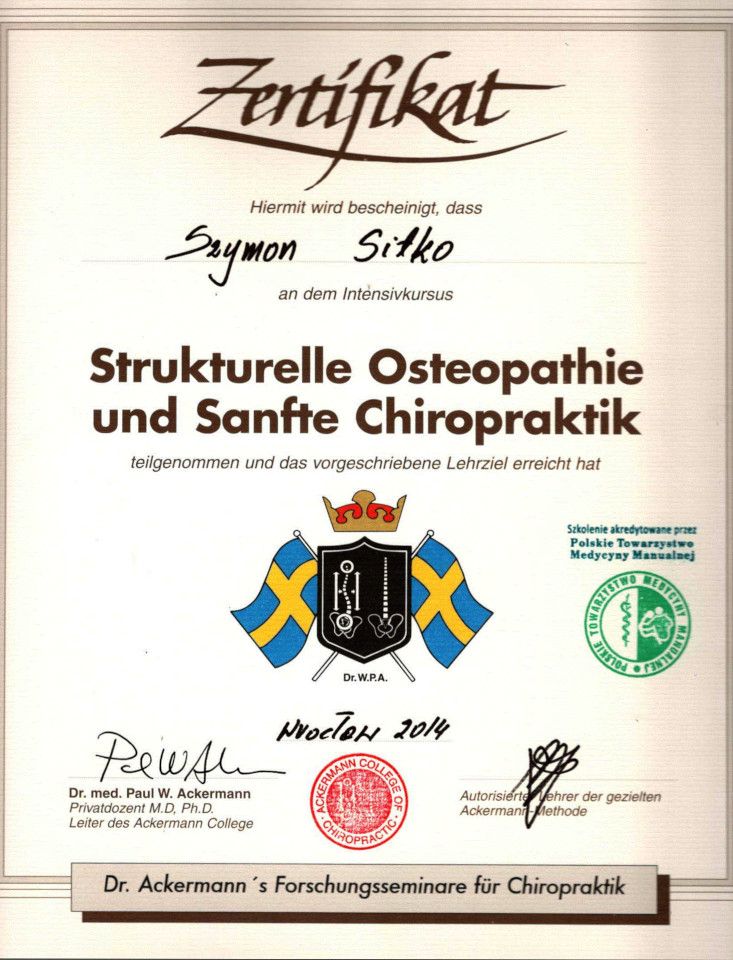 Zertifikat
Hiermit wird bescheinigt, dass
Szymon Sitko
an dem Intensivkursus
Strukturelle Osteopathie
und Sanfte Chiropraktik
teilgenommen und das vorgeschriebene Lehrziel erreicht hat
Szkolenie akredytowane przez
Polskie Towarzystwo
Medycyny Manualnej
POLSKIE TOWARZYSTWO MEDYCYNY MANUALNEJ
Dr.W.P.A.
Wrocław 2014
ACKERMANN COLLEGE OF CHIROPRACTIC
Dr. med. Paul W. Ackermann
Privatdozent M.D, Ph.D.
Leiter des Ackermann College
Autorisierter Lehrer der gezielten
Ackermann-Methode
Dr. Ackermann´s Forschungsseminare für Chiropraktik